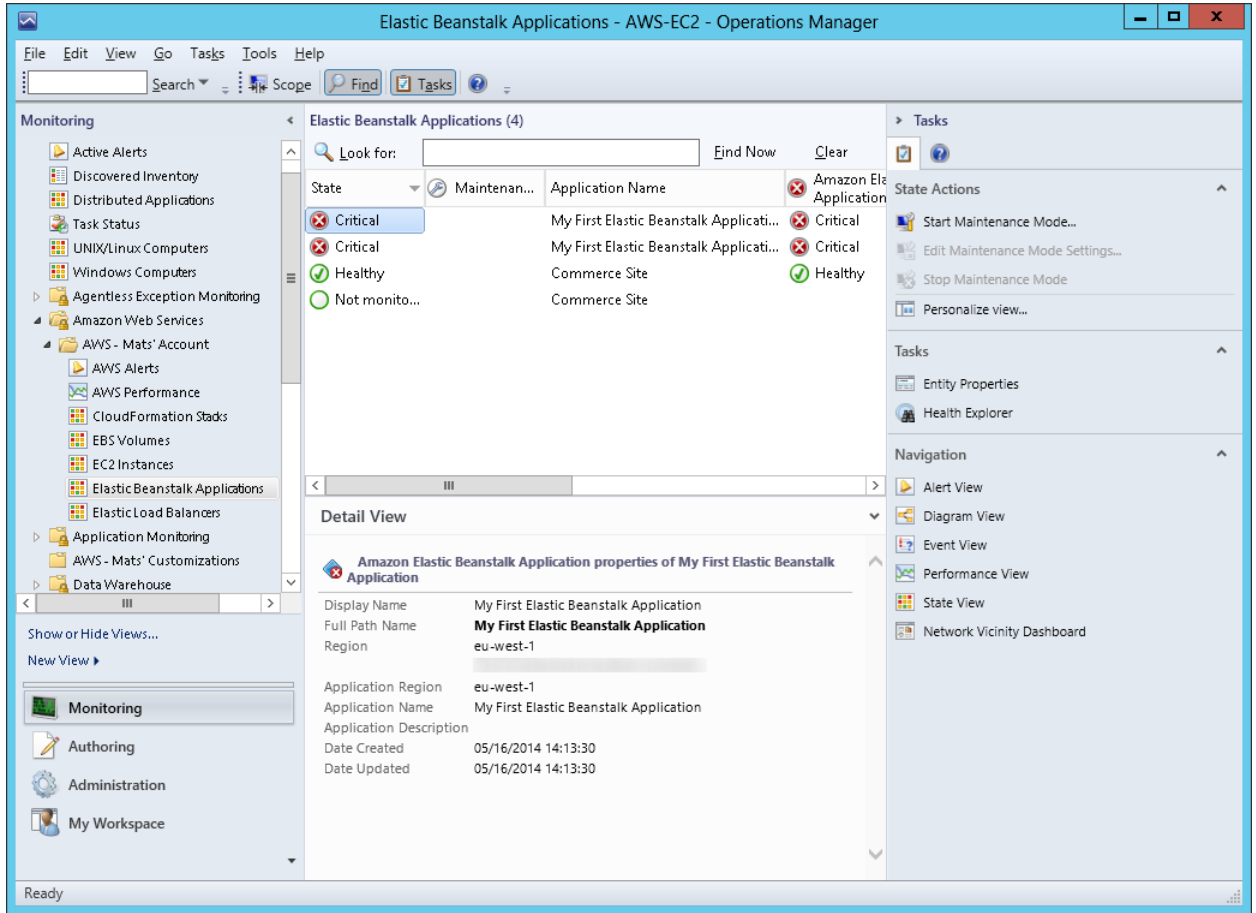 Elastic Beanstalk Applications - AWS-EC2 - Operations Manager
File Edit View Go Tasks Tools Help
Search Scope Find Tasks
Monitoring
Active Alerts
Discovered Inventory
Distributed Applications
Task Status
UNIX/Linux Computers
Windows Computers
Agentless Exception Monitoring
Amazon Web Services
AWS - Mats' Account
AWS Alerts
AWS Performance
CloudFormation Stacks
EBS Volumes
EC2 Instances
Elastic Beanstalk Applications
Elastic Load Balancers
Application Monitoring
AWS - Mats' Customizations
Data Warehouse
Show or Hide Views...
New View
Monitoring
Authoring
Administration
My Workspace
Elastic Beanstalk Applications (4)
Look for: Find Now Clear
State Maintenan... Application Name Amazon Ela
Application
Critical My First Elastic Beanstalk Applicati... Critical
Critical My First Elastic Beanstalk Applicati... Critical
Healthy Commerce Site Healthy
Not monito... Commerce Site
Detail View
Amazon Elastic Beanstalk Application properties of My First Elastic Beanstalk
Application
Display Name My First Elastic Beanstalk Application
Full Path Name My First Elastic Beanstalk Application
Region eu-west-1
Application Region eu-west-1
Application Name My First Elastic Beanstalk Application
Application Description
Date Created 05/16/2014 14:13:30
Date Updated 05/16/2014 14:13:30
Tasks
State Actions
Start Maintenance Mode...
Edit Maintenance Mode Settings...
Stop Maintenance Mode
Personalize view...
Tasks
Entity Properties
Health Explorer
Navigation
Alert View
Diagram View
Event View
Performance View
State View
Network Vicinity Dashboard
Ready